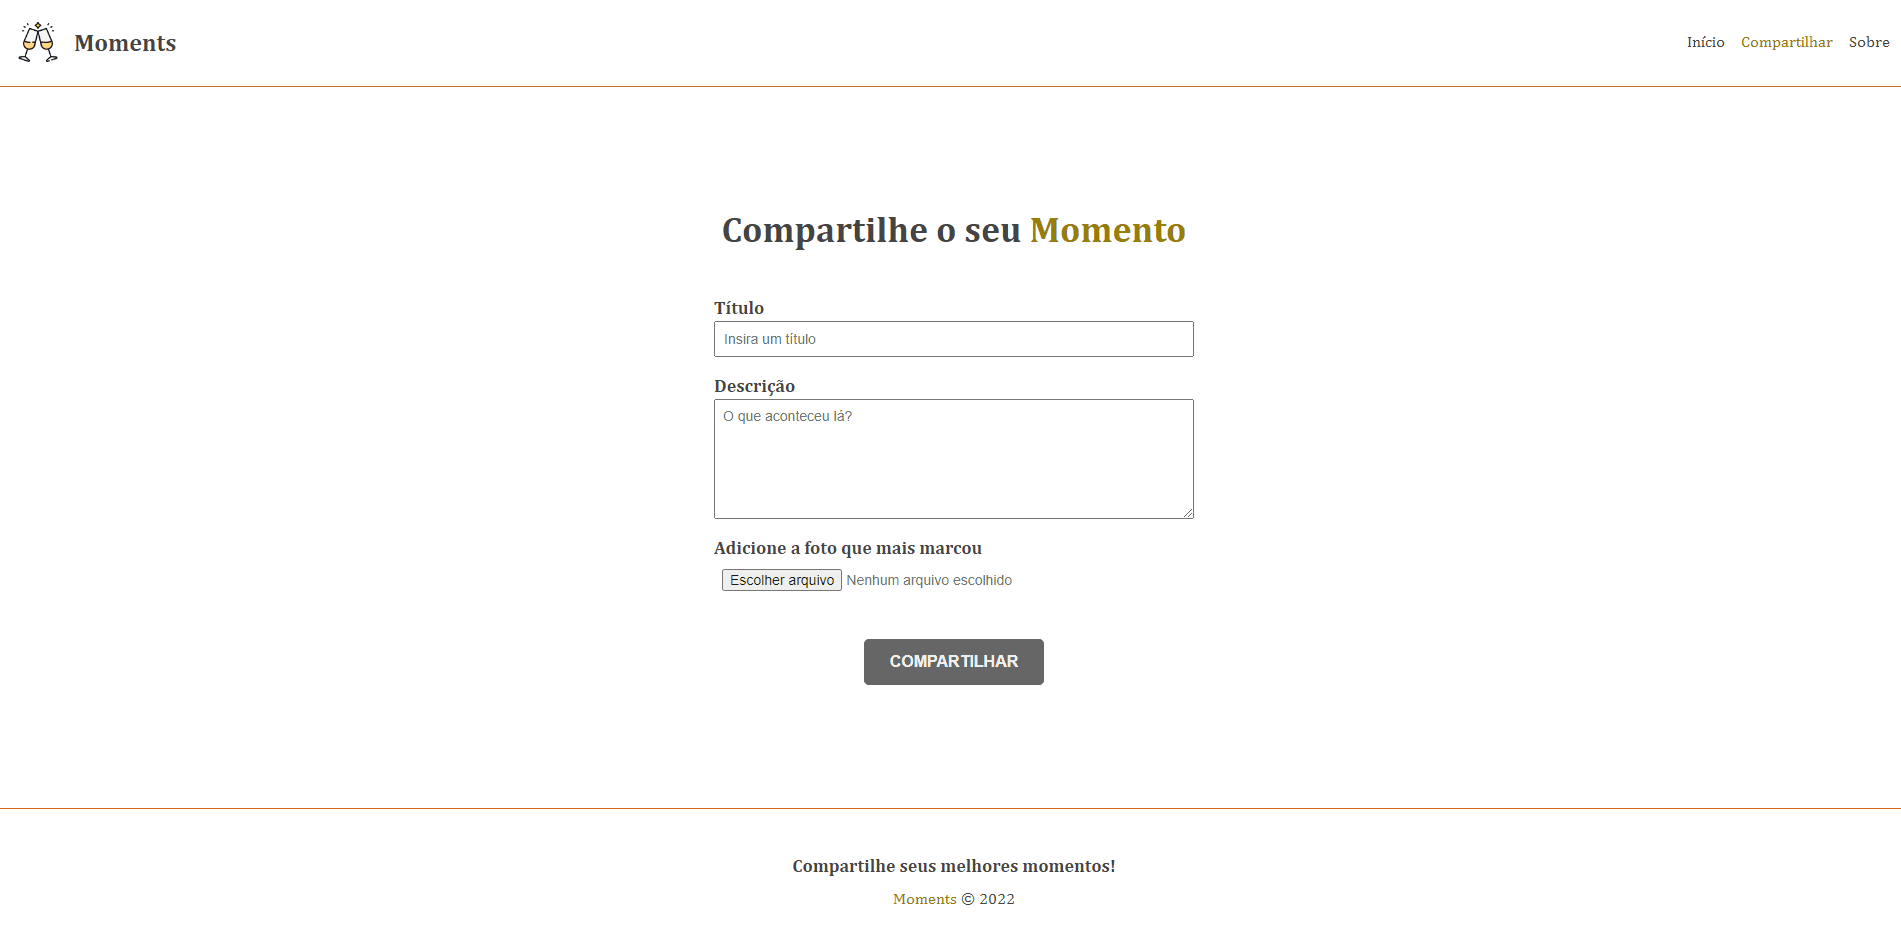 Moments
Início Compartilhar Sobre
Compartilhe o seu Momento
Título
Insira um título
Descrição
O que aconteceu lá?
Adicione a foto que mais marcou
Escolher arquivo Nenhum arquivo escolhido
COMPARTILHAR
Compartilhe seus melhores momentos!
Moments © 2022